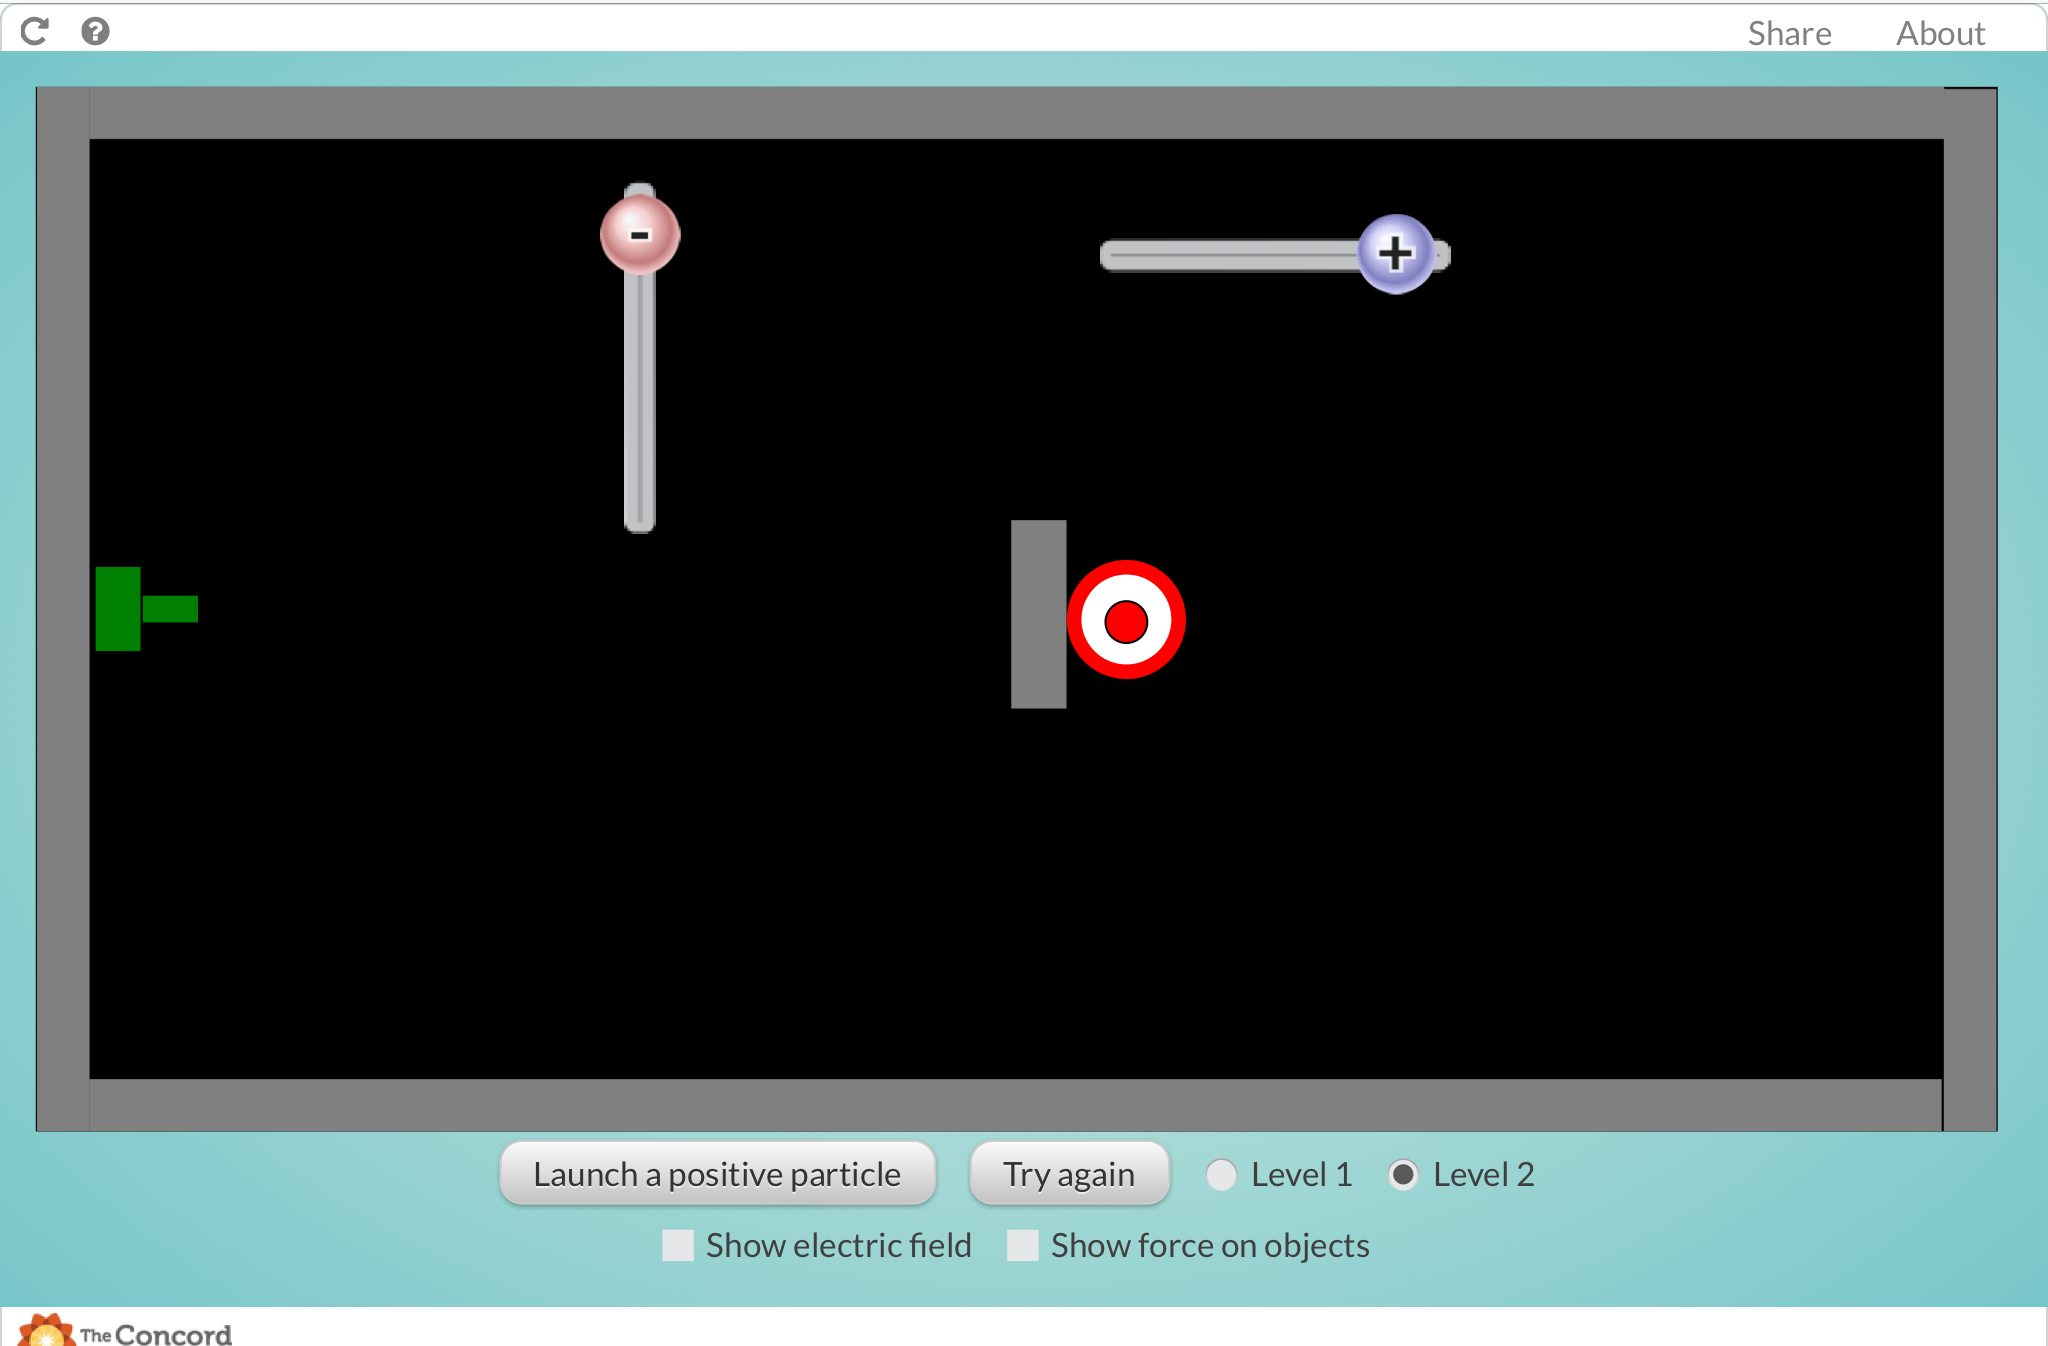 Share About
-
+
Launch a positive particle Try again Level 1 Level 2
Show electric field Show force on objects
The Concord